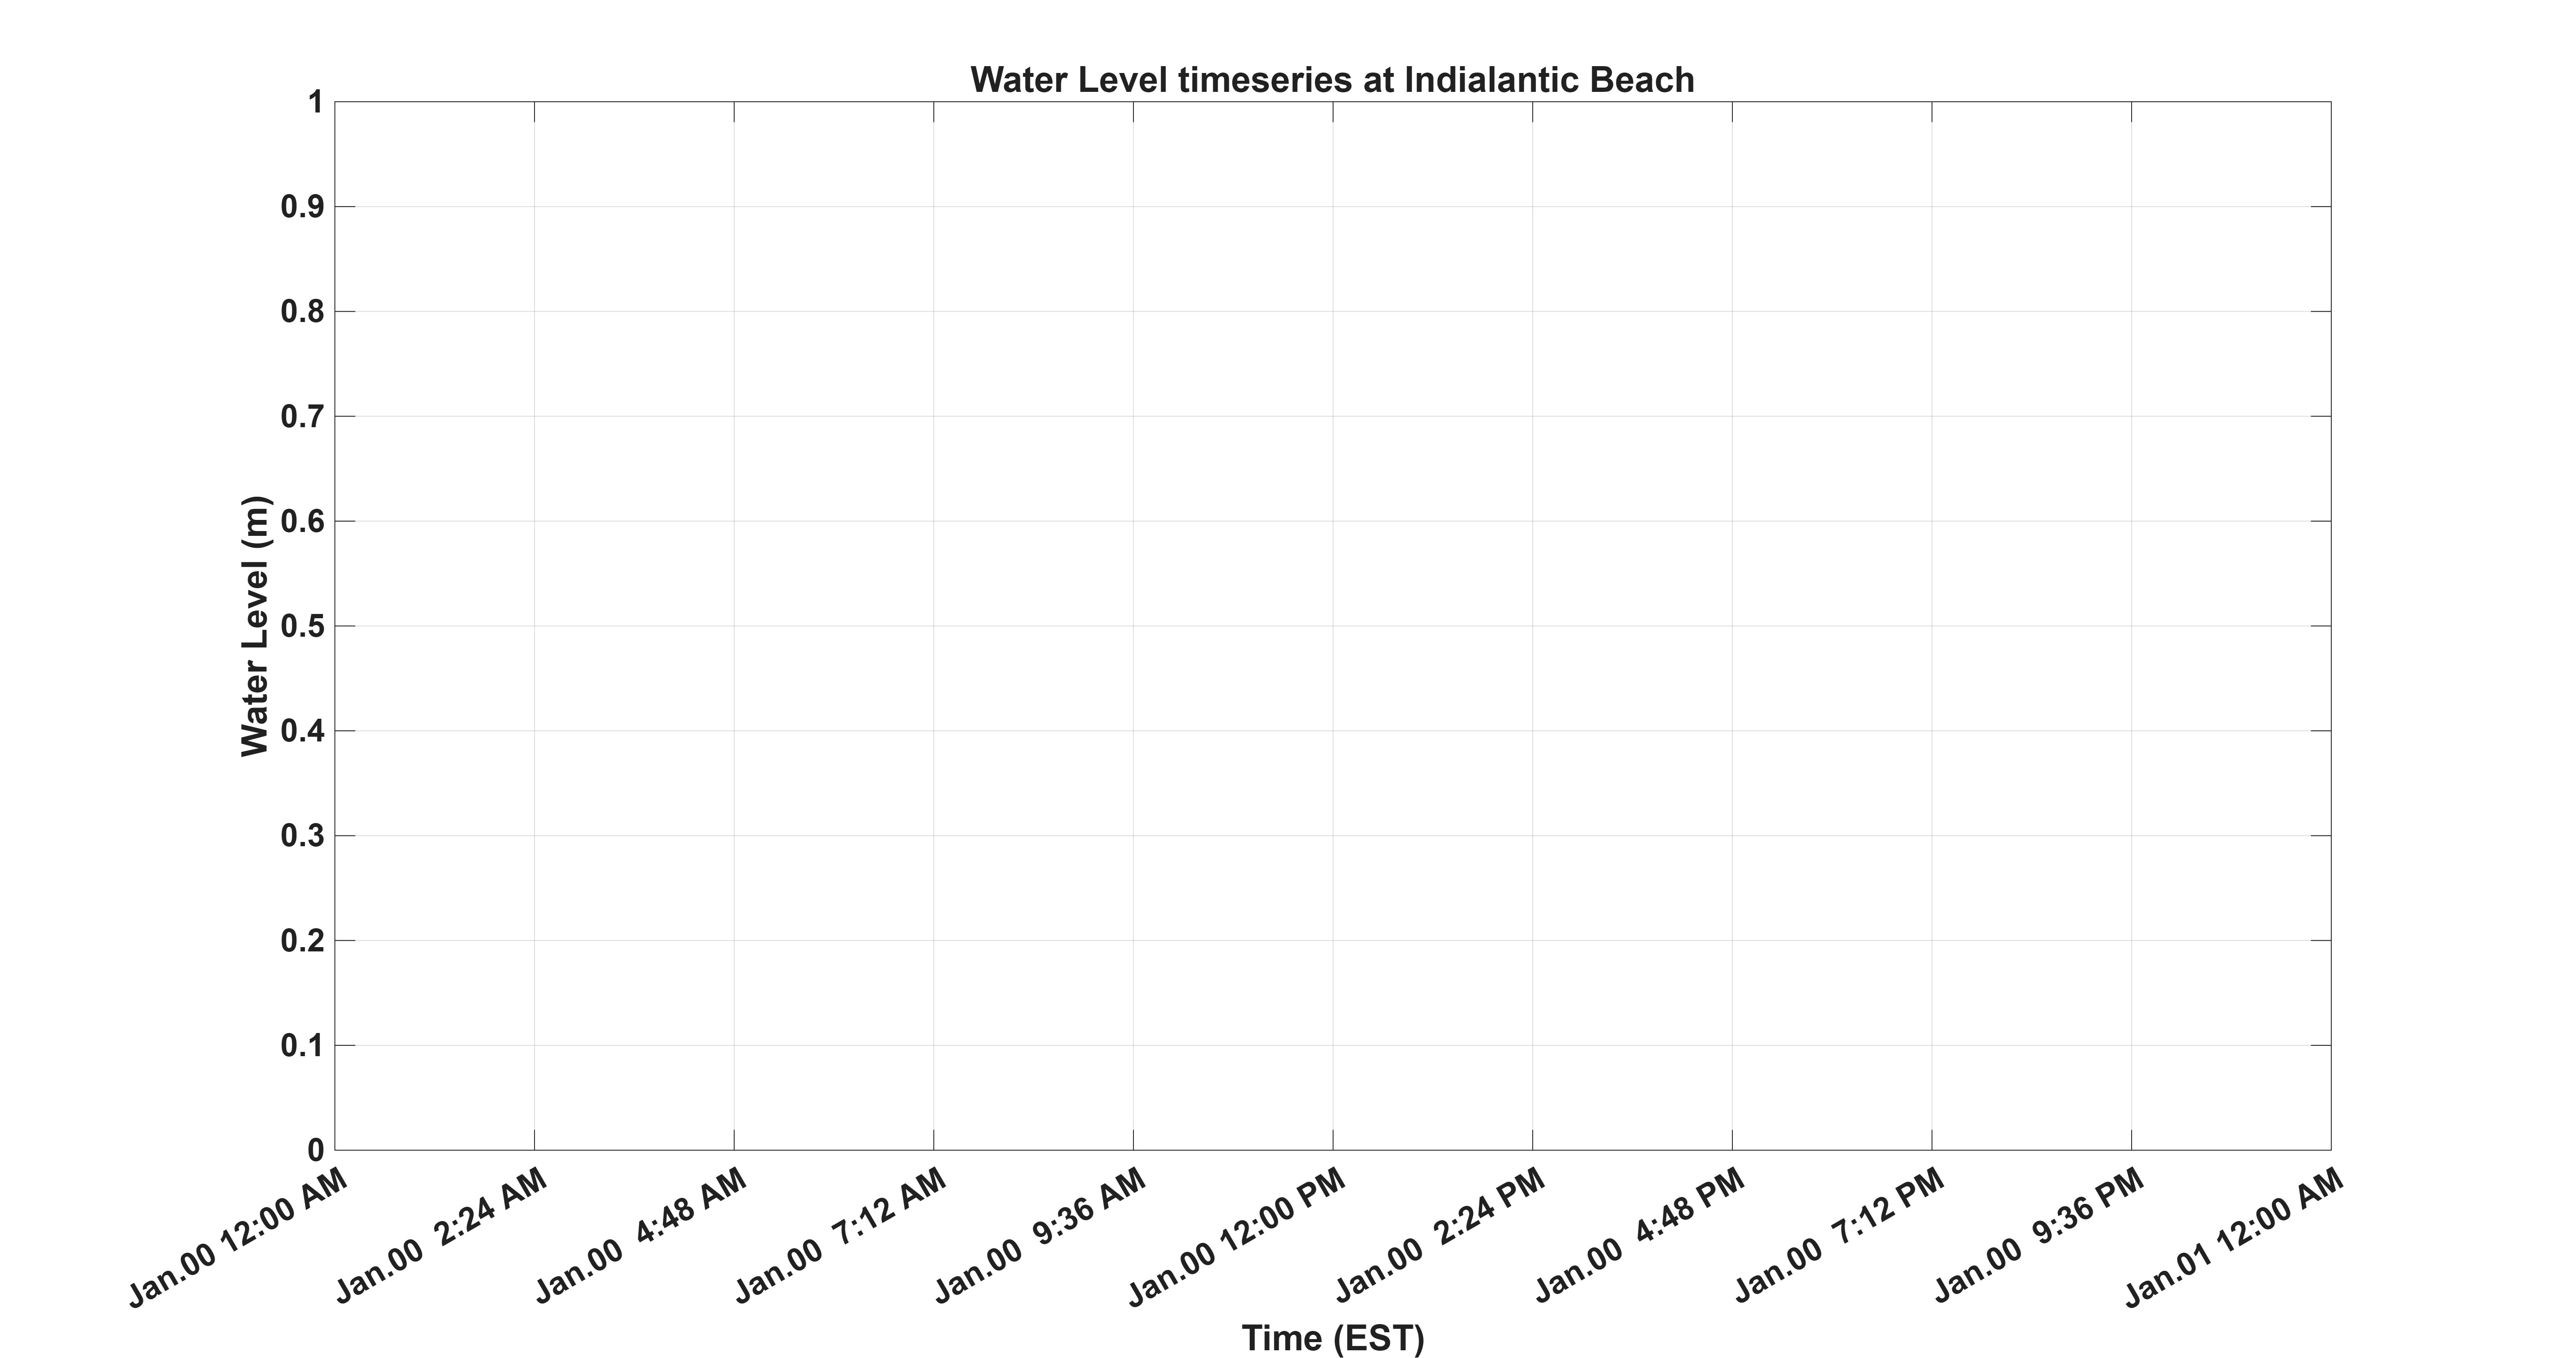 Water Level timeseries at Indialantic Beach
1
0.9
0.8
0.7
0.6
0.5
0.4
0.3
0.2
0.1
0
Water Level (m)
Jan.00 12:00 AM
Jan.00  2:24 AM
Jan.00  4:48 AM
Jan.00  7:12 AM
Jan.00  9:36 AM
Jan.00 12:00 PM
Jan.00  2:24 PM
Jan.00  4:48 PM
Jan.00  7:12 PM
Jan.00  9:36 PM
Jan.01 12:00 AM
Time (EST)